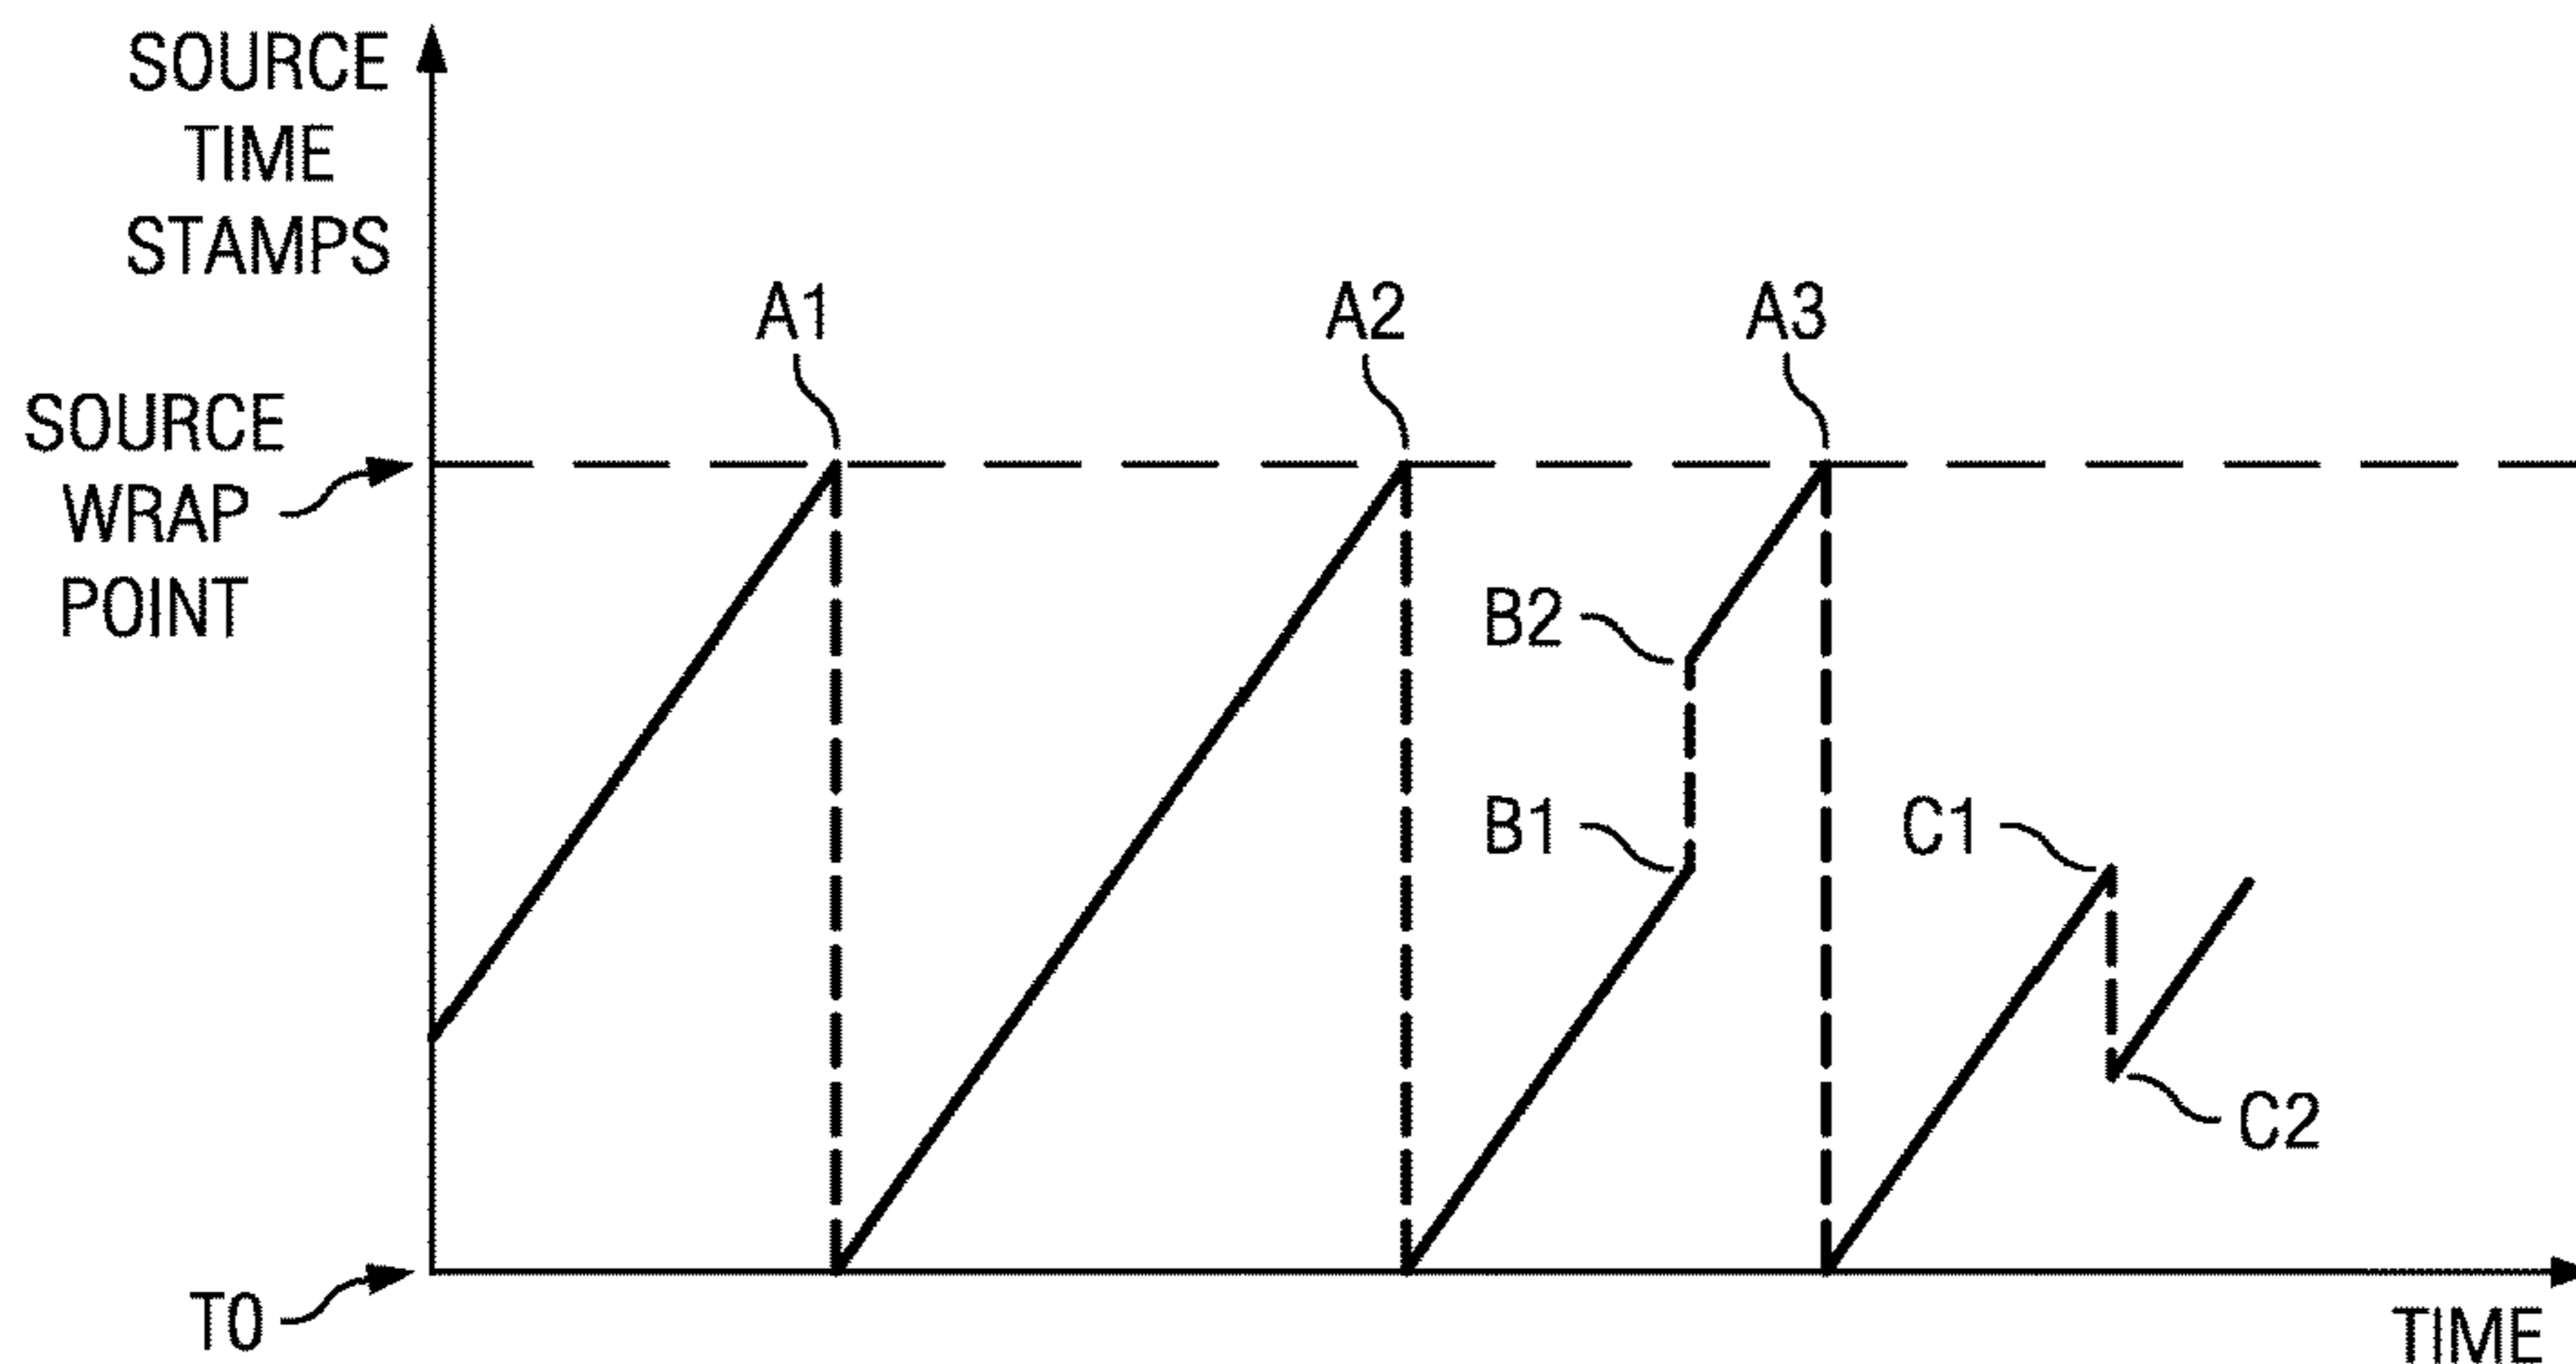 SOURCE
TIME
STAMPS
A1
A2
A3
SOURCE
WRAP
POINT
B2
B1
C1
C2
T0
TIME